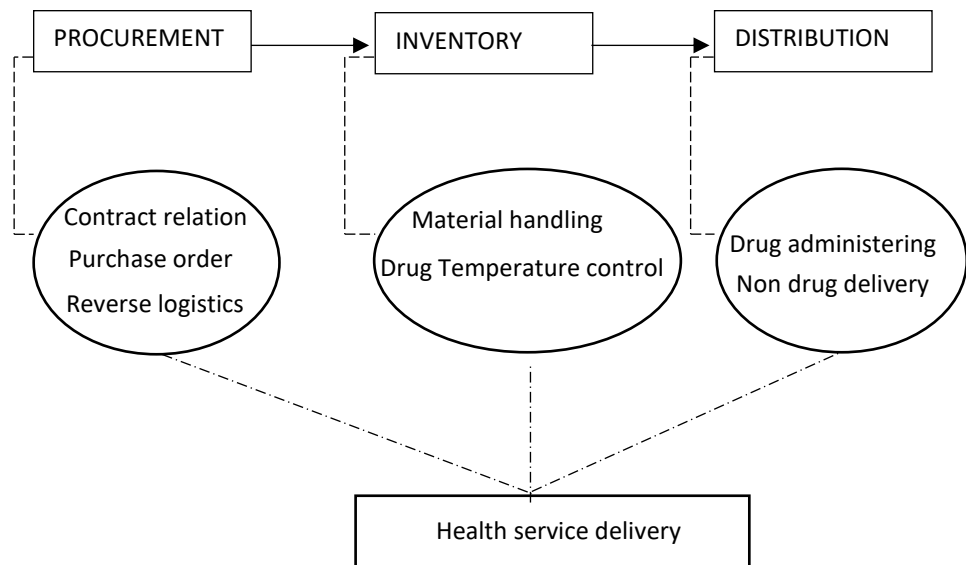 PROCUREMENT
INVENTORY
DISTRIBUTION
Contract relation
Purchase order
Reverse logistics
Material handling
Drug Temperature control
Drug administering
Non drug delivery
Health service delivery